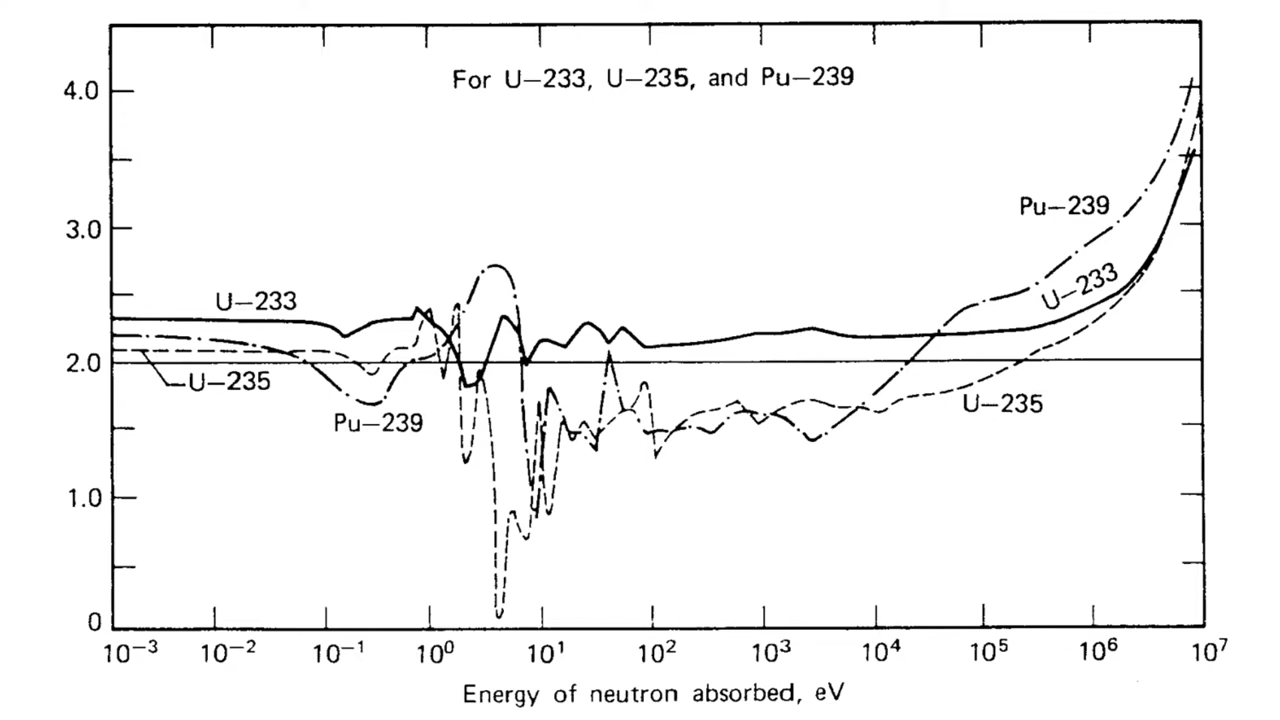 For U–233, U–235, and Pu–239
4.0
3.0
2.0
1.0
0
Pu–239
U–233
U–233
U–235
Pu–239
U–235
10⁻³ 10⁻² 10⁻¹ 10⁰ 10¹ 10² 10³ 10⁴ 10⁵ 10⁶ 10⁷
Energy of neutron absorbed, eV